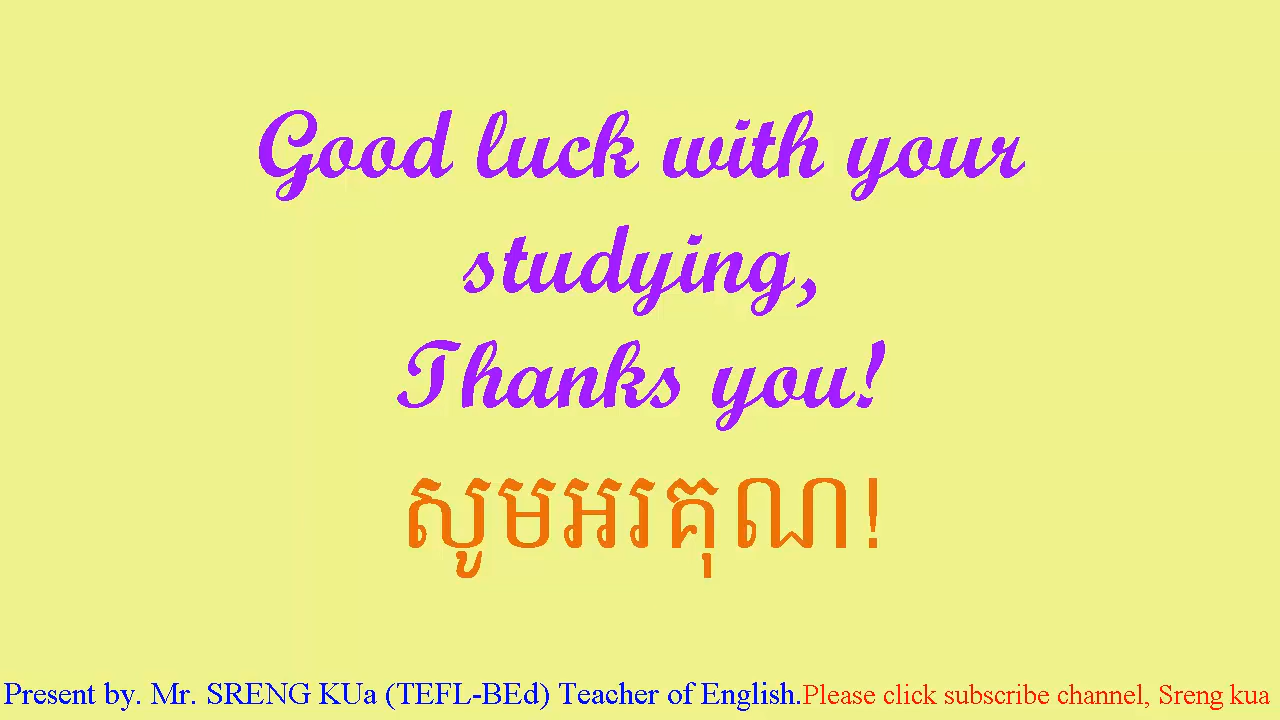 Good luck with your
studying,
Thanks you!
សូមអរគុណ!
Present by. Mr. SRENG KUa (TEFL-BEd) Teacher of English.Please click subscribe channel, Sreng kua